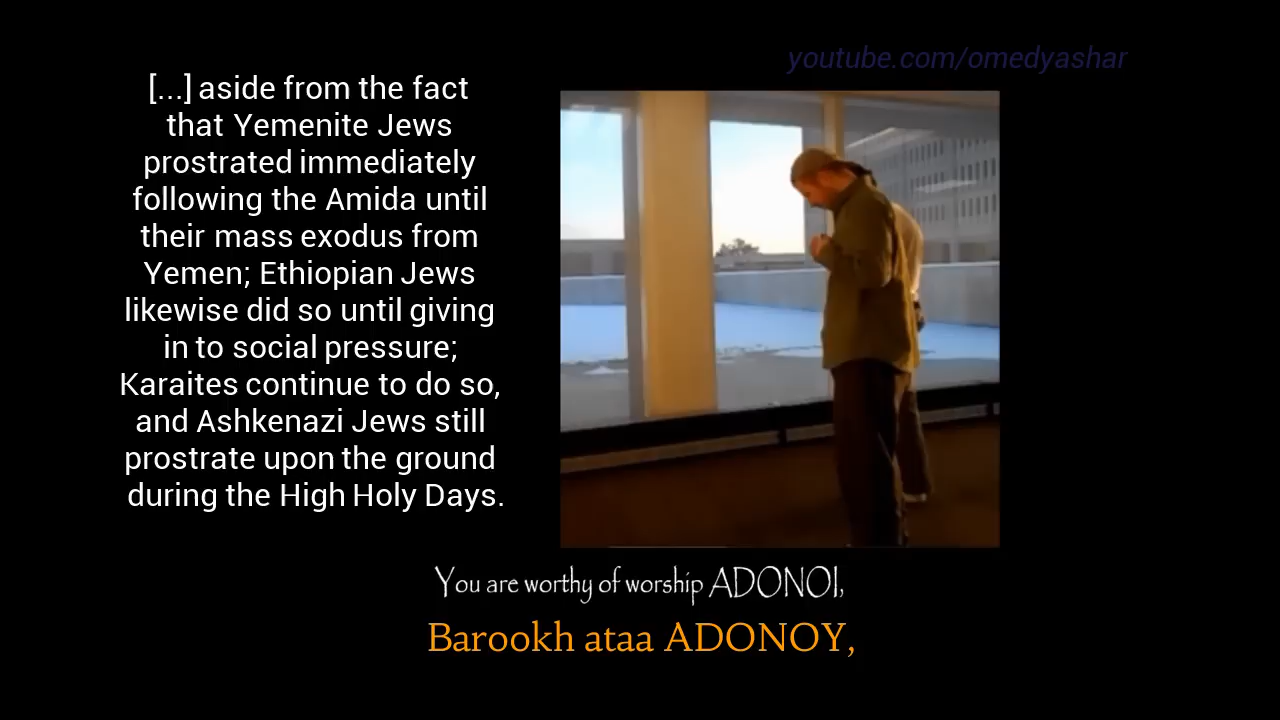 youtube.com/omedyashar
[...] aside from the fact
that Yemenite Jews
prostrated immediately
following the Amida until
their mass exodus from
Yemen; Ethiopian Jews
likewise did so until giving
in to social pressure;
Karaites continue to do so,
and Ashkenazi Jews still
prostrate upon the ground
during the High Holy Days.
You are worthy of worship ADONOI,
Barookh ataa ADONOY,